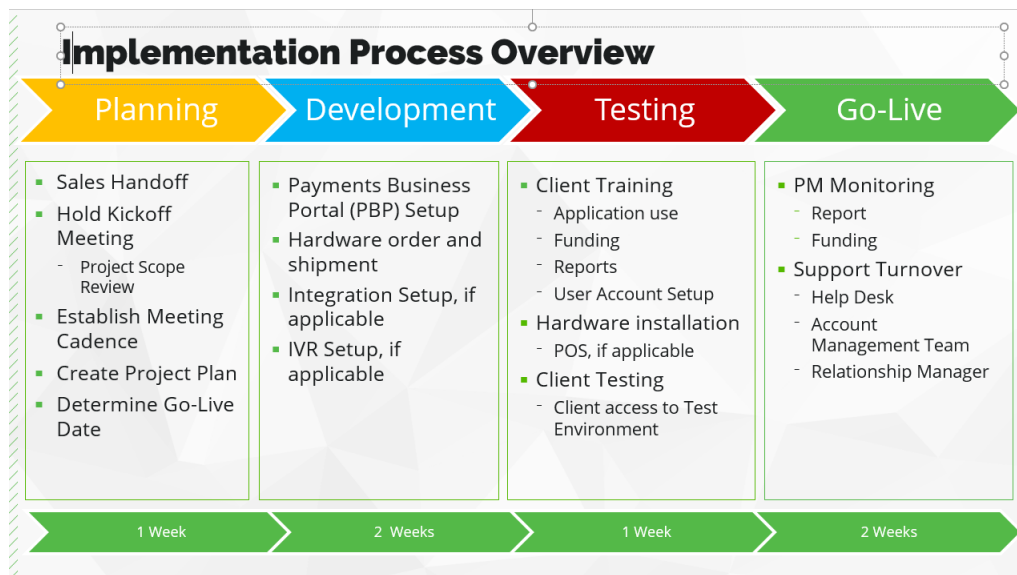 Implementation Process Overview
Planning
Development
Testing
Go-Live
▪ Sales Handoff
▪ Hold Kickoff
Meeting
- Project Scope
Review
▪ Establish Meeting
Cadence
▪ Create Project Plan
▪ Determine Go-Live
Date
▪ Payments Business
Portal (PBP) Setup
▪ Hardware order and
shipment
▪ Integration Setup, if
applicable
▪ IVR Setup, if
applicable
▪ Client Training
- Application use
- Funding
- Reports
- User Account Setup
▪ Hardware installation
- POS, if applicable
▪ Client Testing
- Client access to Test
Environment
▪ PM Monitoring
- Report
- Funding
▪ Support Turnover
- Help Desk
- Account
Management Team
- Relationship Manager
1 Week
2 Weeks
1 Week
2 Weeks